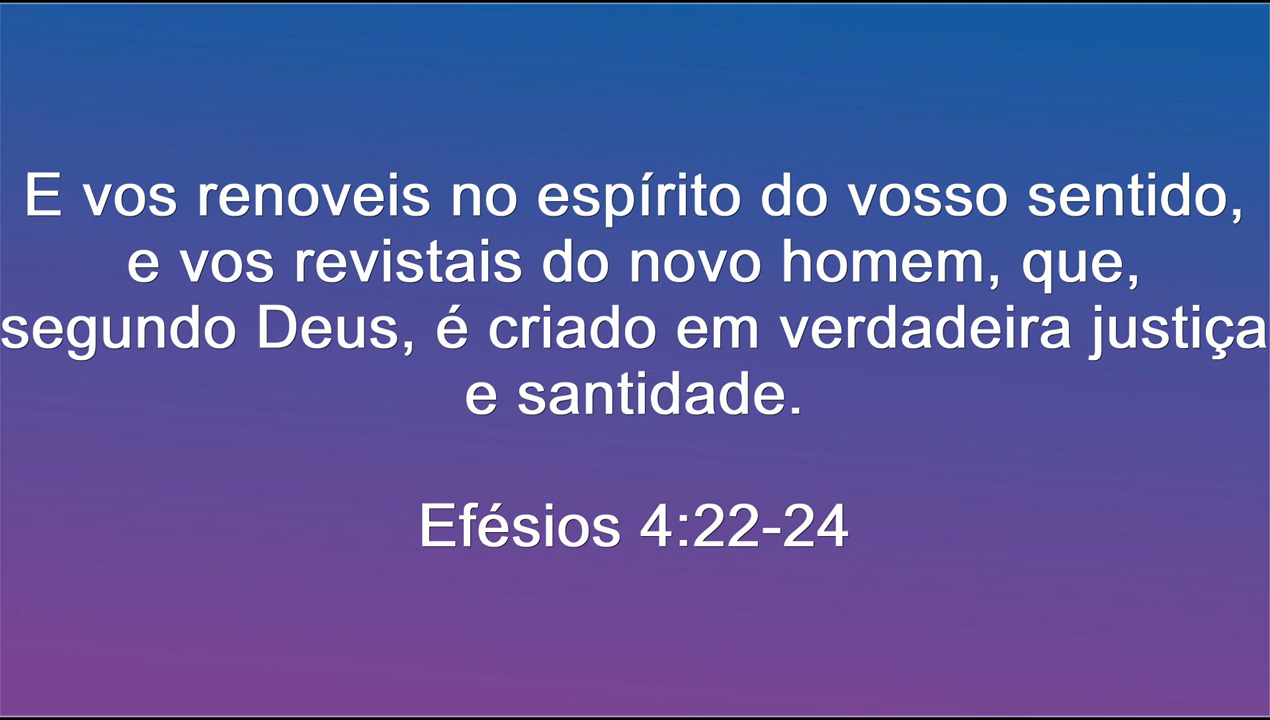 E vos renoveis no espírito do vosso sentido,
e vos revistais do novo homem, que,
segundo Deus, é criado em verdadeira justiça
e santidade.
Efésios 4:22-24